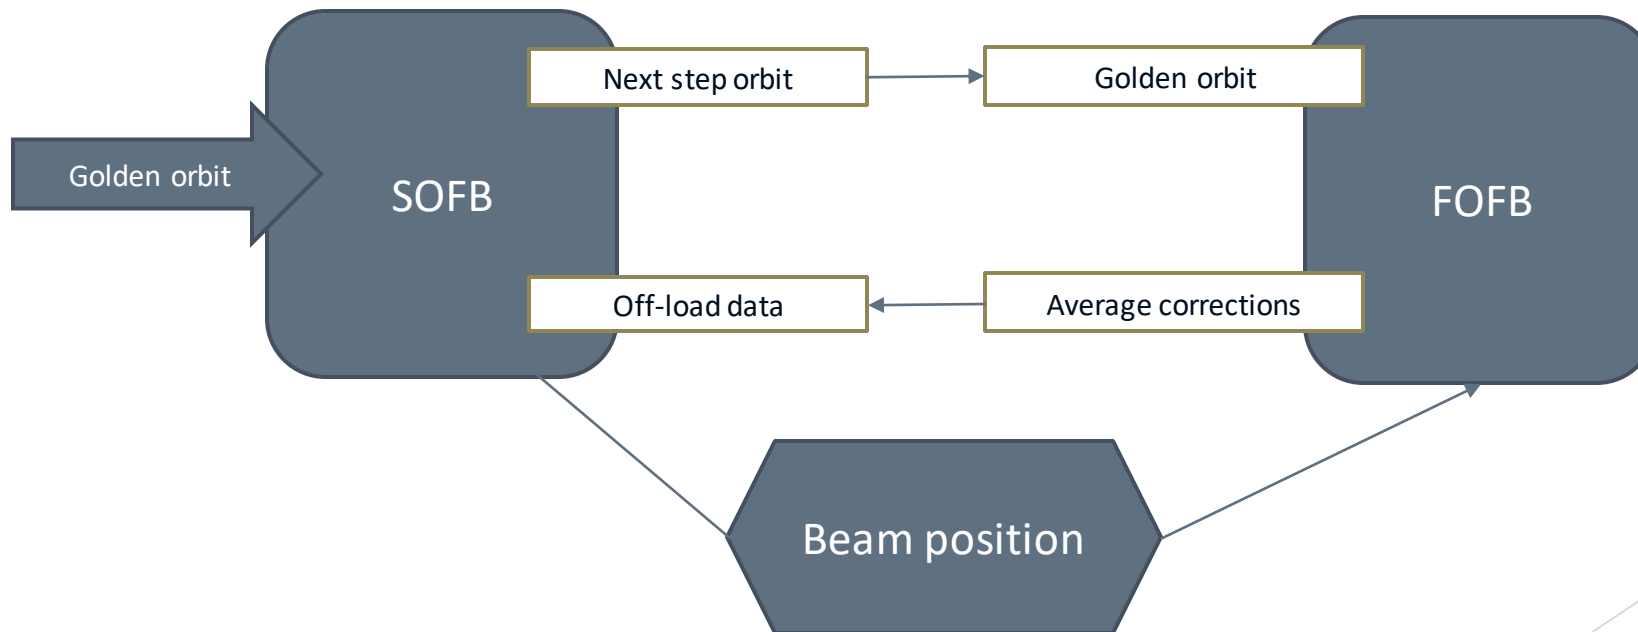 Next step orbit
Golden orbit
Golden orbit
SOFB
FOFB
Off-load data
Average corrections
Beam position